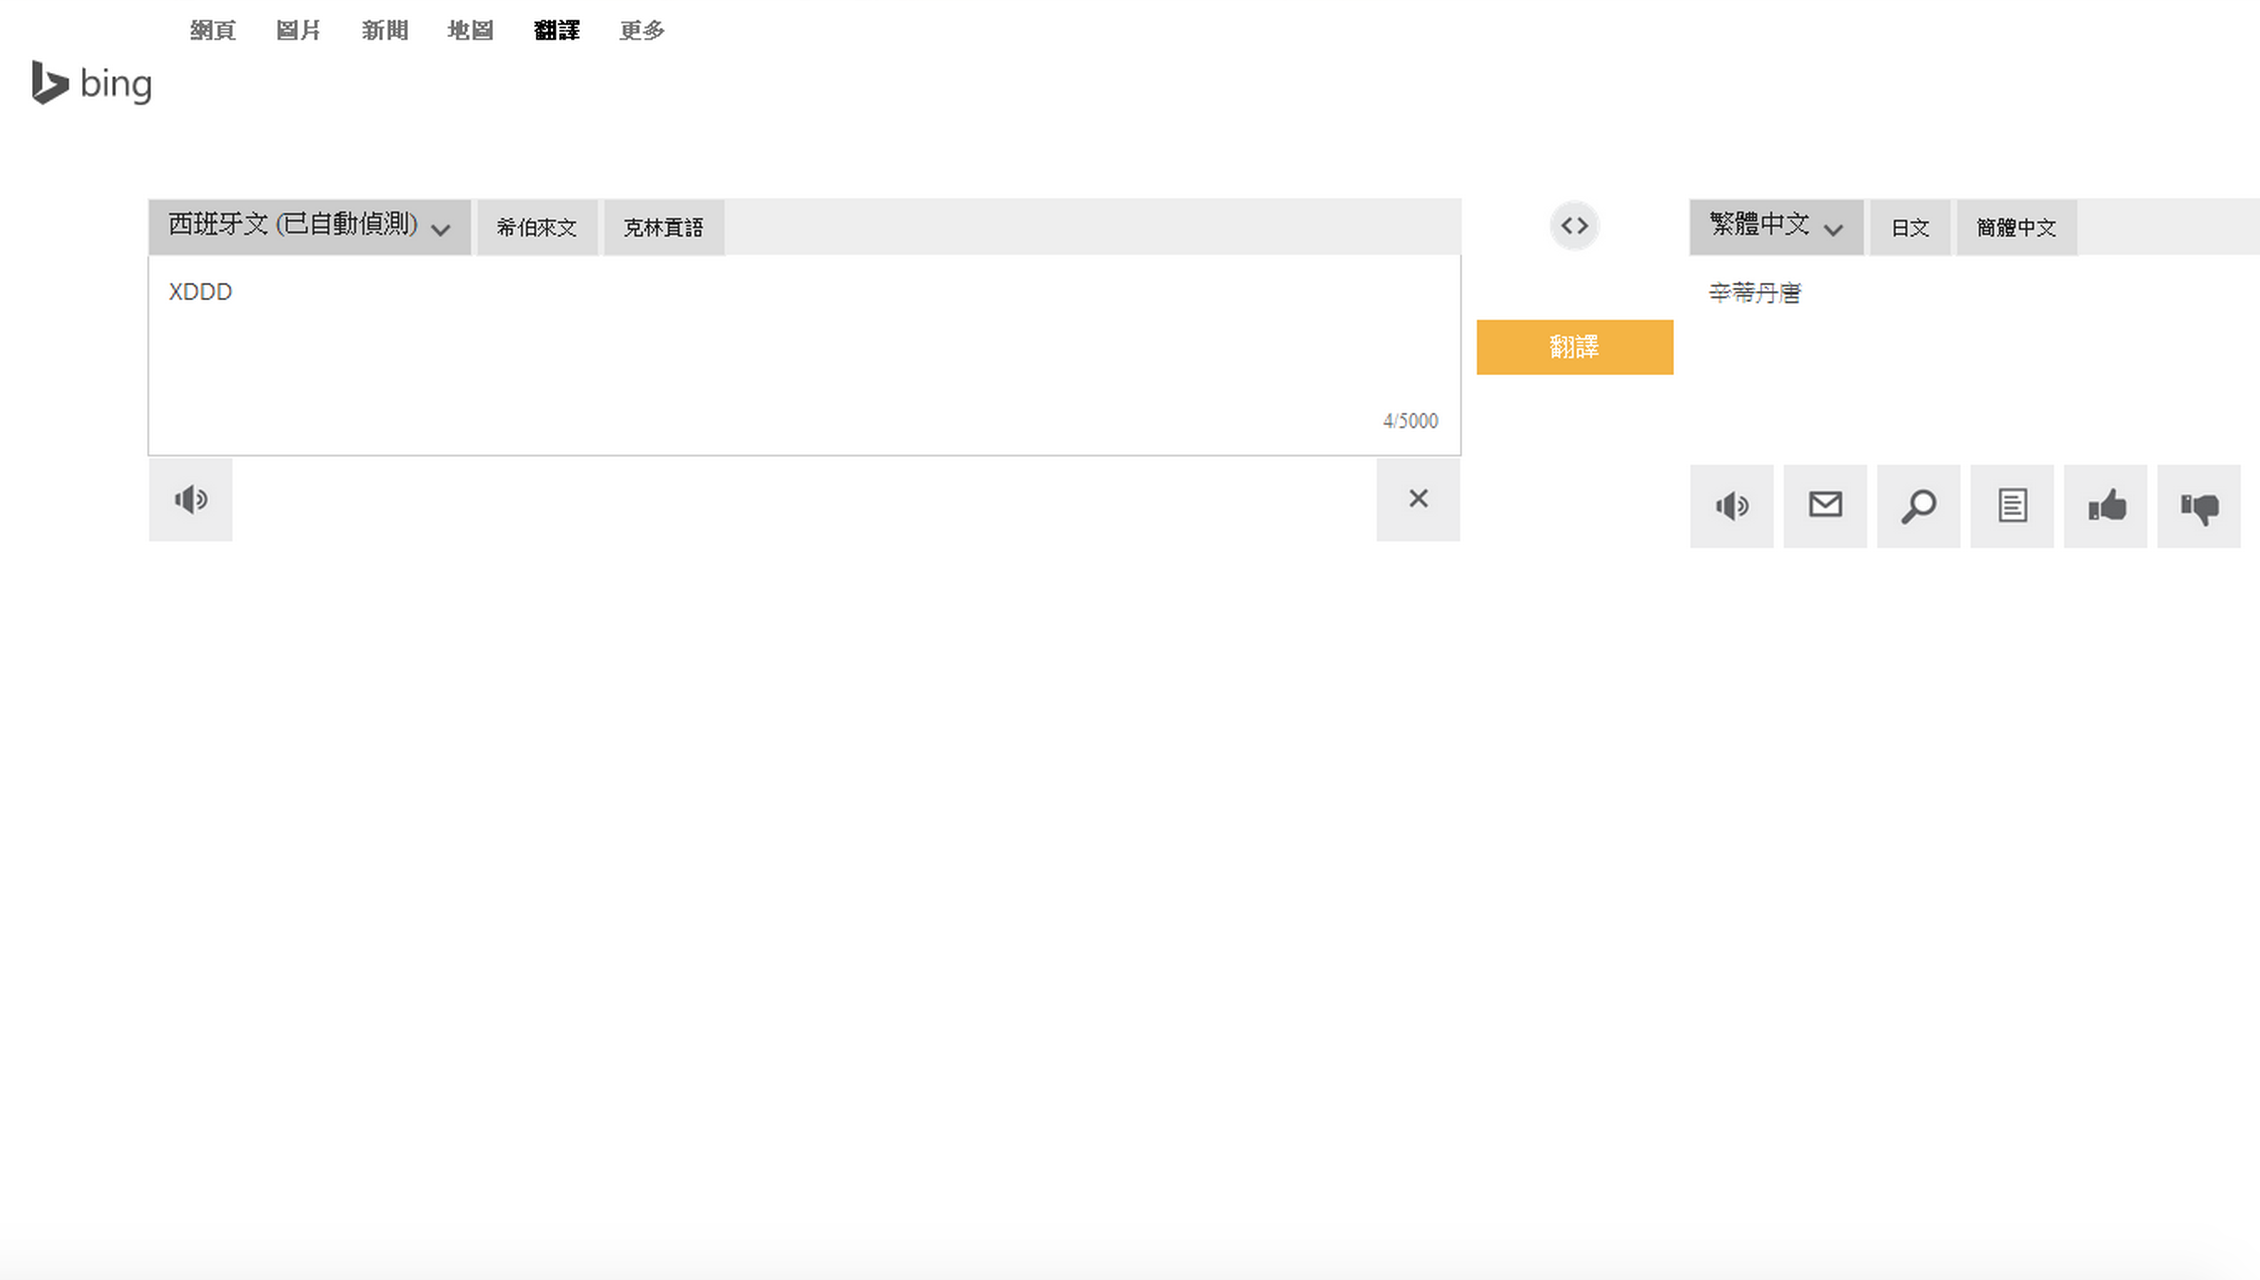 網頁 圖片 新聞 地圖 翻譯 更多
bing
西班牙文 (已自動偵測) 希伯來文 克林貢語 繁體中文 日文 簡體中文
XDDD
辛蒂丹唐
翻譯
4/5000